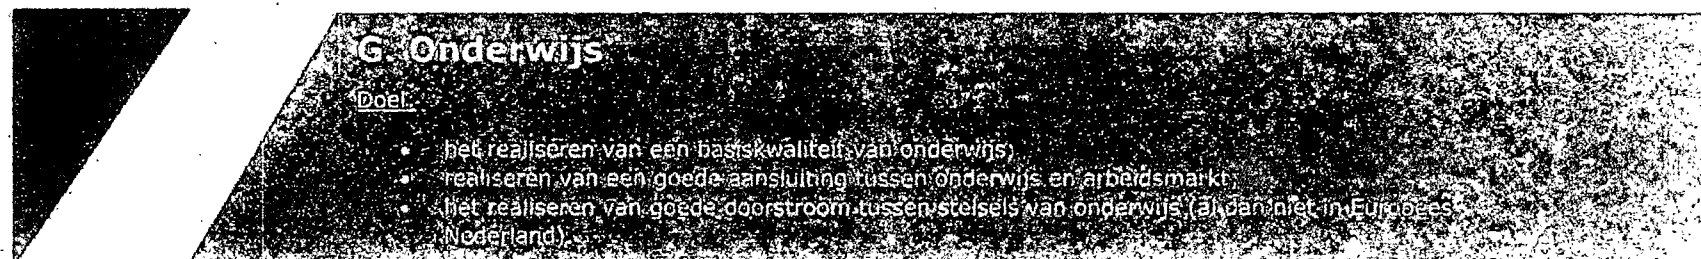 G. Onderwijs
Doel:
• het realiseren van een basiskwaliteit van onderwijs;
• realiseren van een goede aansluiting tussen onderwijs en arbeidsmarkt;
• het realiseren van goede doorstroom tussen stelsels van onderwijs (al dan niet in Europees
Nederland).